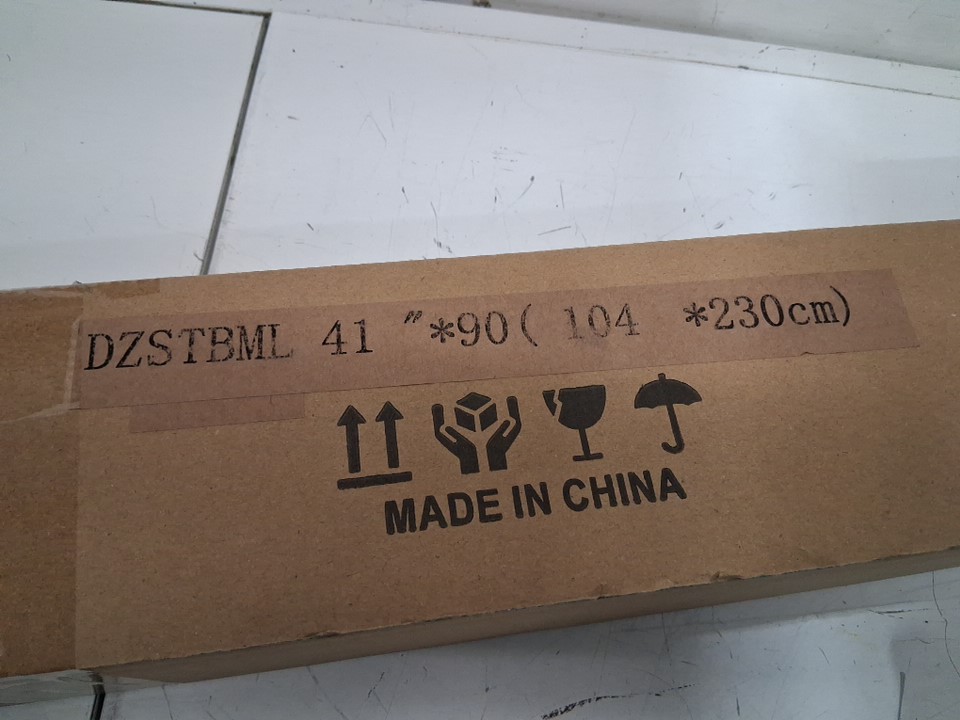 DZSTBML 41 "*90( 104 *230cm)
MADE IN CHINA